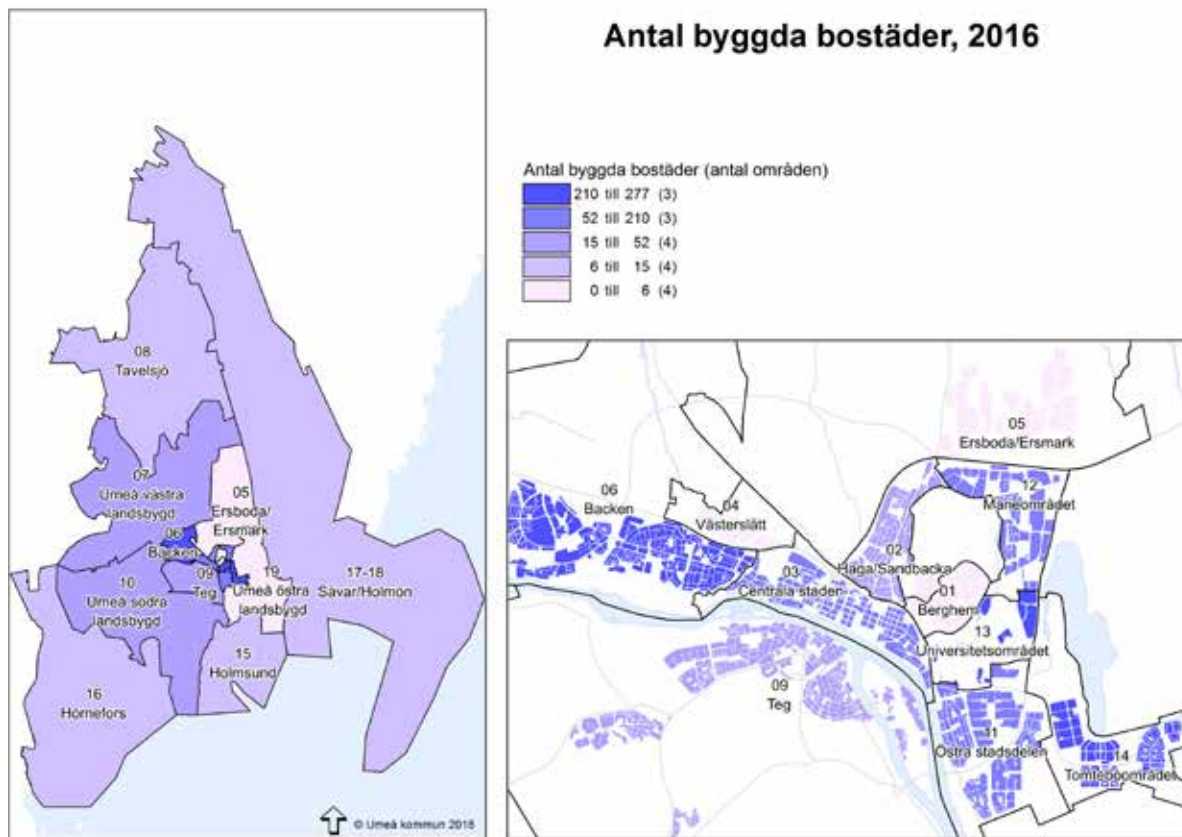 Antal byggda bostäder, 2016
Antal byggda bostäder (antal områden)
210 till 277 (3)
52 till 210 (3)
15 till 52 (4)
6 till 15 (4)
0 till 6 (4)
08
Tavelsjö
07
Umeå västra
landsbygd
05
Ersboda/
Ersmark
06
Backen
09
Teg
10
Umeå södra
landsbygd
19
Umeå östra
landsbygd
17-18
Sävar/Holmön
15
Holmsund
16
Hörnefors
© Umeå kommun 2018
05
Ersboda/Ersmark
06
Backen
04
Västerslätt
12
Marieområdet
02
Haga/Sandbacka
03
Centrala staden
01
Berghem
13
Universitetsområdet
09
Teg
11
Östra stadsdelen
14
Tomteboområdet